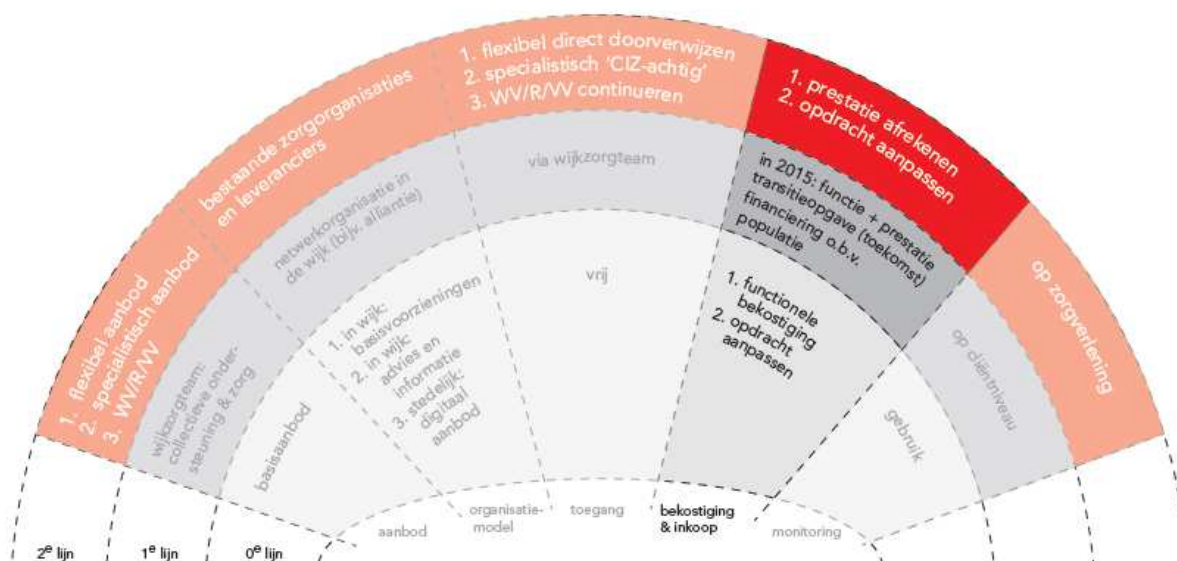 1. flexibel aanbod
2. specialistisch aanbod
3. WV/R/VV
bestaande zorgorganisaties
en leveranciers
1. flexibel direct doorverwijzen
2. specialistisch 'CIZ-achtig'
3. WV/R/VV continueren
1. prestatie afrekenen
2. opdracht aanpassen
op zorgverlening
wijkzorgteam:
collectieve onder-
steuning & zorg
netwerkorganisatie in
de wijk (bijv. alliantie)
via wijkzorgteam
in 2015: functie + prestatie
transitieopgave (toekomst)
financiering o.b.v.
populatie
op cliëntniveau
basisaanbod
1. in wijk:
basisvoorzieningen
2. in wijk:
advies en
informatie
3. stedelijk:
digitaal
aanbod
vrij
1. functionele
bekostiging
2. opdracht
aanpassen
gebruik
aanbod
organisatie-
model
toegang
bekostiging
& inkoop
monitoring
2e lijn
1e lijn
0e lijn